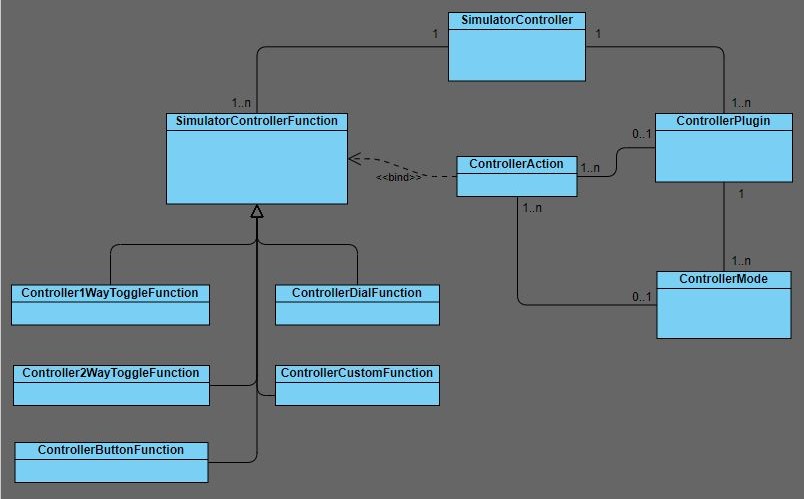 SimulatorController
1
1
1..n
1..n
SimulatorControllerFunction
ControllerPlugin
0..1
ControllerAction
1..n
<<bind>>
1
1..n
1..n
ControllerMode
0..1
Controller1WayToggleFunction
ControllerDialFunction
Controller2WayToggleFunction
ControllerCustomFunction
ControllerButtonFunction